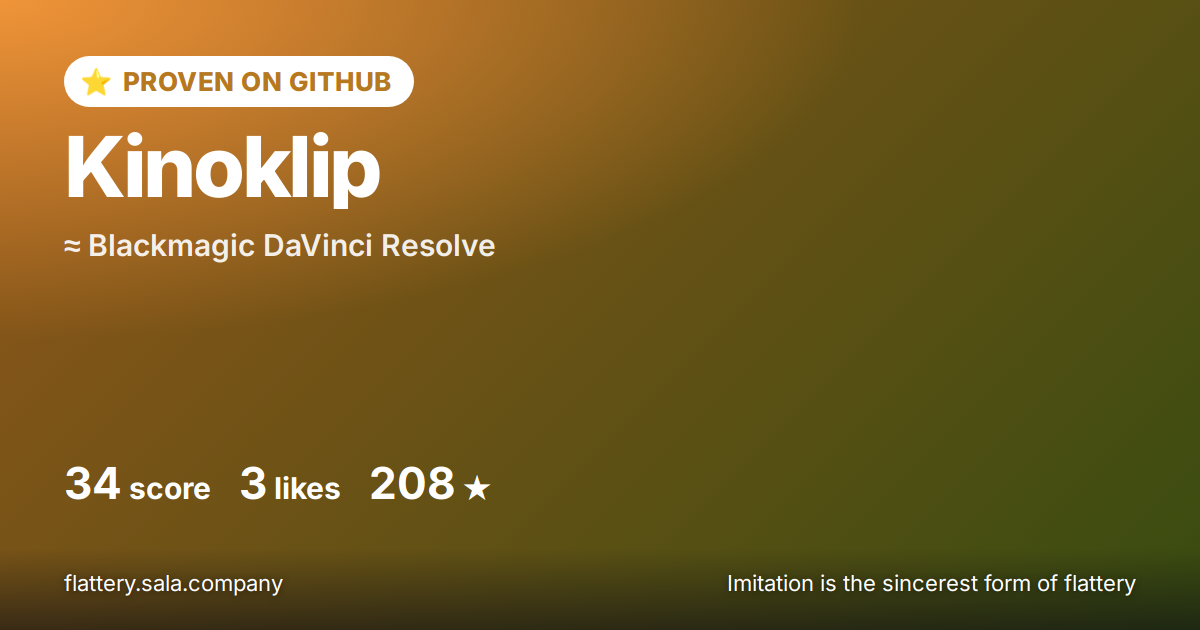 ⭐ PROVEN ON GITHUB
Kinoklip
≈ Blackmagic DaVinci Resolve
34 score 3 likes 208 ★
flattery.sala.company
Imitation is the sincerest form of flattery